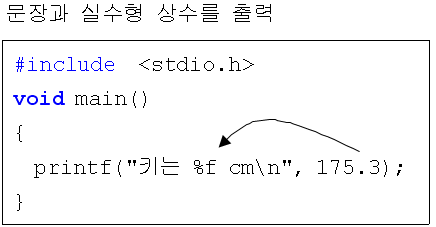 문장과 실수형 상수를 출력
#include <stdio.h>
void main()
{
printf("키는 %f cm\n", 175.3);
}